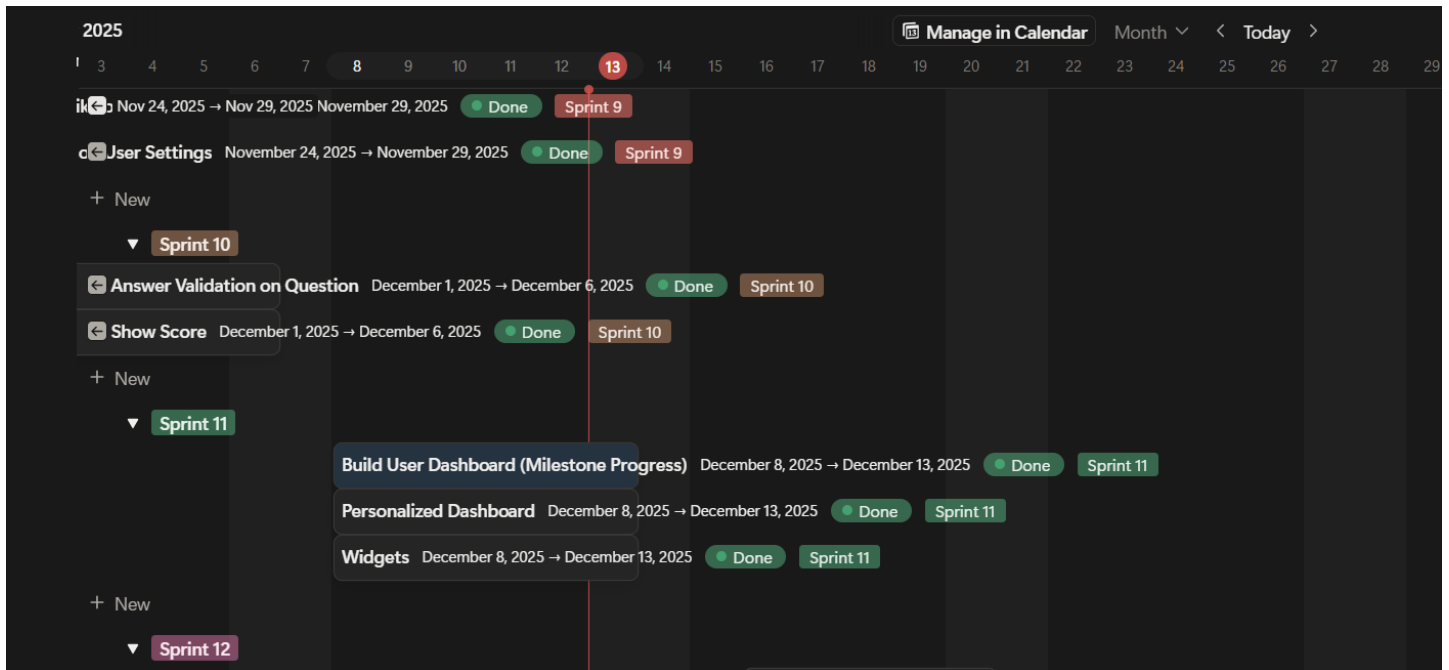 2025 Manage in Calendar Month Today
3 4 5 6 7 8 9 10 11 12 13 14 15 16 17 18 19 20 21 22 23 24 25 26 27 28 29
Nov 24, 2025 → Nov 29, 2025 November 29, 2025 Done Sprint 9
User Settings November 24, 2025 → November 29, 2025 Done Sprint 9
+ New
Sprint 10
Answer Validation on Question December 1, 2025 → December 6, 2025 Done Sprint 10
Show Score December 1, 2025 → December 6, 2025 Done Sprint 10
+ New
Sprint 11
Build User Dashboard (Milestone Progress) December 8, 2025 → December 13, 2025 Done Sprint 11
Personalized Dashboard December 8, 2025 → December 13, 2025 Done Sprint 11
Widgets December 8, 2025 → December 13, 2025 Done Sprint 11
+ New
Sprint 12